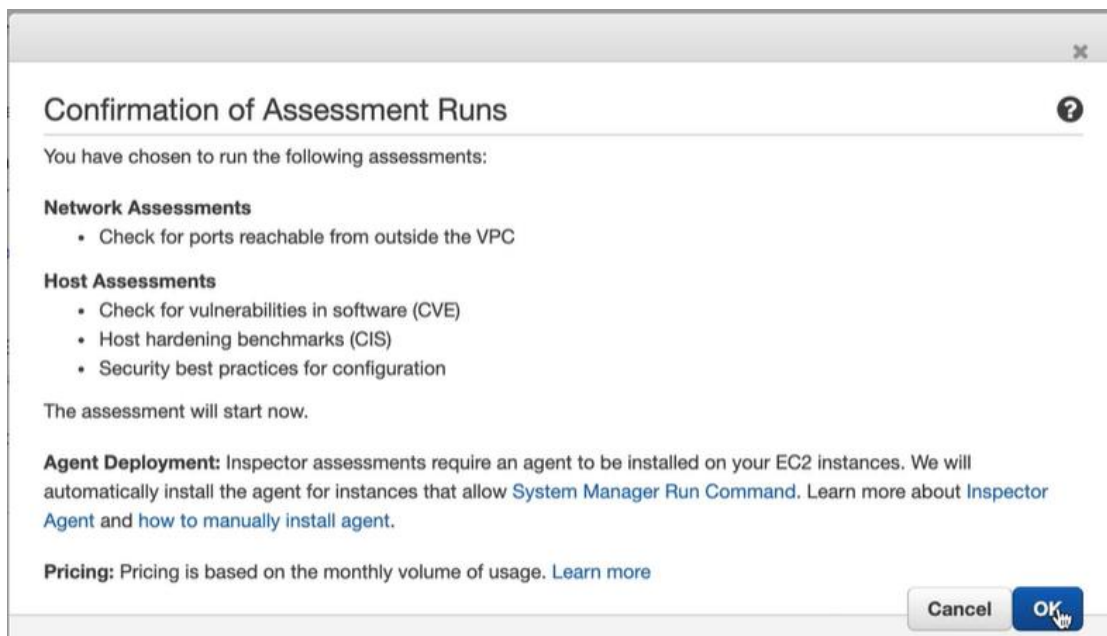 Confirmation of Assessment Runs
You have chosen to run the following assessments:
Network Assessments
• Check for ports reachable from outside the VPC
Host Assessments
• Check for vulnerabilities in software (CVE)
• Host hardening benchmarks (CIS)
• Security best practices for configuration
The assessment will start now.
Agent Deployment: Inspector assessments require an agent to be installed on your EC2 instances. We will
automatically install the agent for instances that allow System Manager Run Command. Learn more about Inspector
Agent and how to manually install agent.
Pricing: Pricing is based on the monthly volume of usage. Learn more
Cancel OK